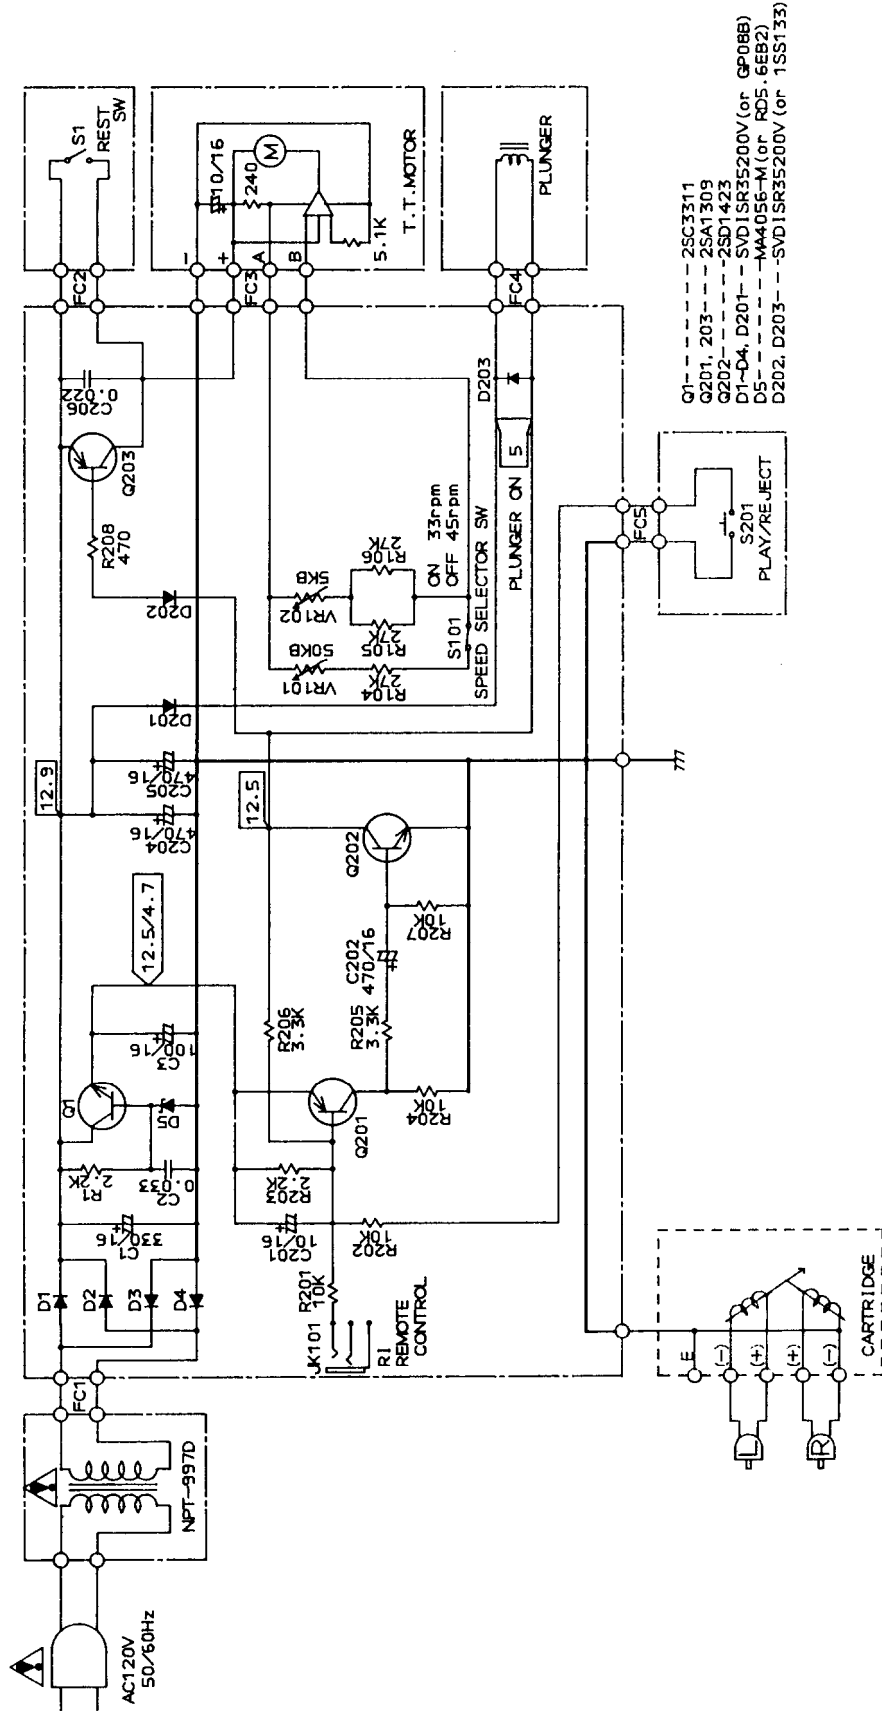 AC120V
50/60Hz
NPT-997D
FC1
D1
D2
D3
D4
C1
330/16
R1
2.2K
C2
0.033
Q1
D5
C3
100/16
12.5/4.7
12.9
C204
470/16
C205
470/16
D201
D202
R208
470
Q203
C206
0.022
FC2
S1
REST
SW
-
+
FC3
A
B
10/16
240
M
5.1K
T.T.MOTOR
FC4
PLUNGER
JK101
RI
REMOTE
CONTROL
R201
10K
C201
10/16
R203
2.2K
R202
10K
Q201
R204
10K
R206
3.3K
R205
3.3K
C202
470/16
R207
10K
Q202
12.5
VR101
50KB
R104
27K
VR102
5KB
R105
27K
R106
27K
S101
ON 33rpm
OFF 45rpm
SPEED SELECTOR SW
PLUNGER ON 5
D203
FC5
S201
PLAY/REJECT
L
R
E
(-)
(+)
(+)
(-)
CARTRIDGE
Q1-------2SC3311
Q201, 203---2SA1309
Q202------2SD1423
D1~D4, D201--SVDISR35200V(or GP08B)
D5-------MA4056-M(or RD5.6EB2)
D202, D203---SVDISR35200V(or 1SS133)